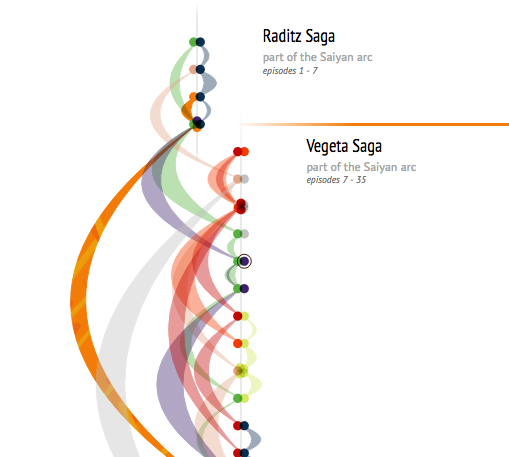 Raditz Saga
part of the Saiyan arc
episodes 1 - 7
Vegeta Saga
part of the Saiyan arc
episodes 7 - 35